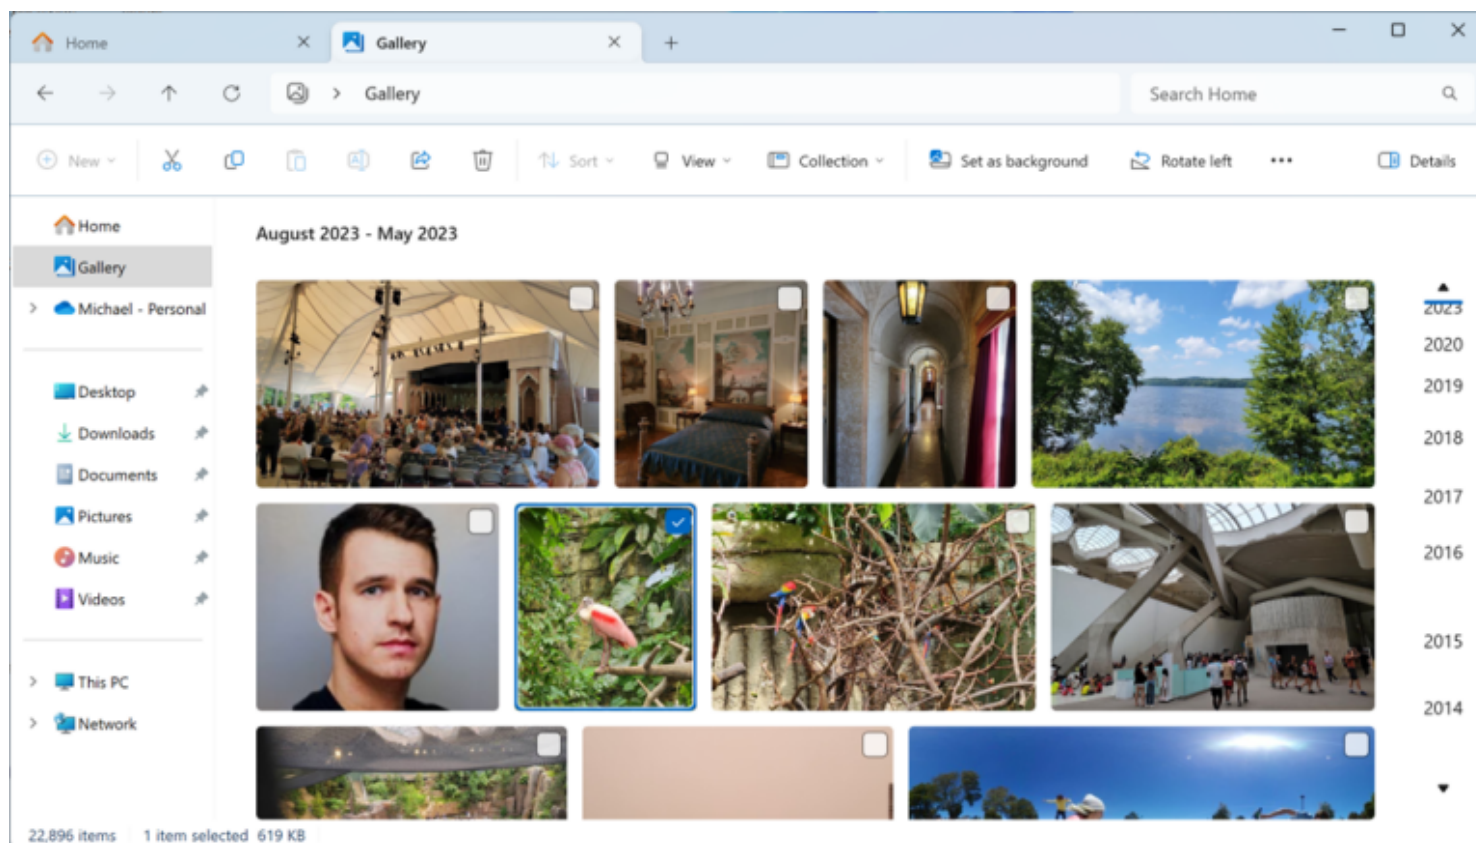 Home
Gallery
Gallery
Search Home
New
Sort
View
Collection
Set as background
Rotate left
Details
Home
Gallery
Michael - Personal
Desktop
Downloads
Documents
Pictures
Music
Videos
This PC
Network
August 2023 - May 2023
2023
2020
2019
2018
2017
2016
2015
2014
22,896 items 1 item selected 619 KB